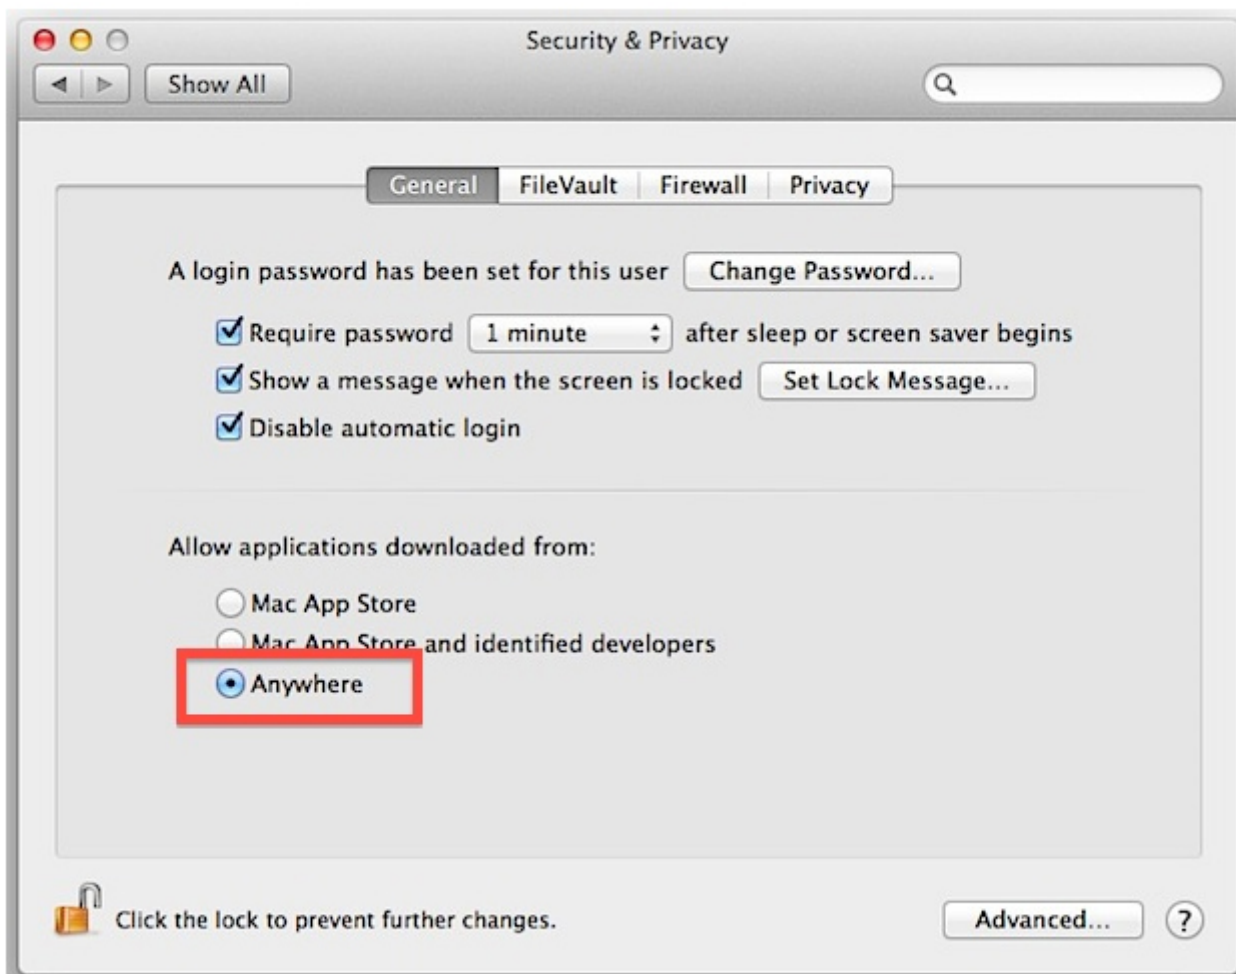 Security & Privacy
Show All
General FileVault Firewall Privacy
A login password has been set for this user Change Password...
Require password 1 minute after sleep or screen saver begins
Show a message when the screen is locked Set Lock Message...
Disable automatic login
Allow applications downloaded from:
Mac App Store
Mac App Store and identified developers
Anywhere
Click the lock to prevent further changes. Advanced... ?